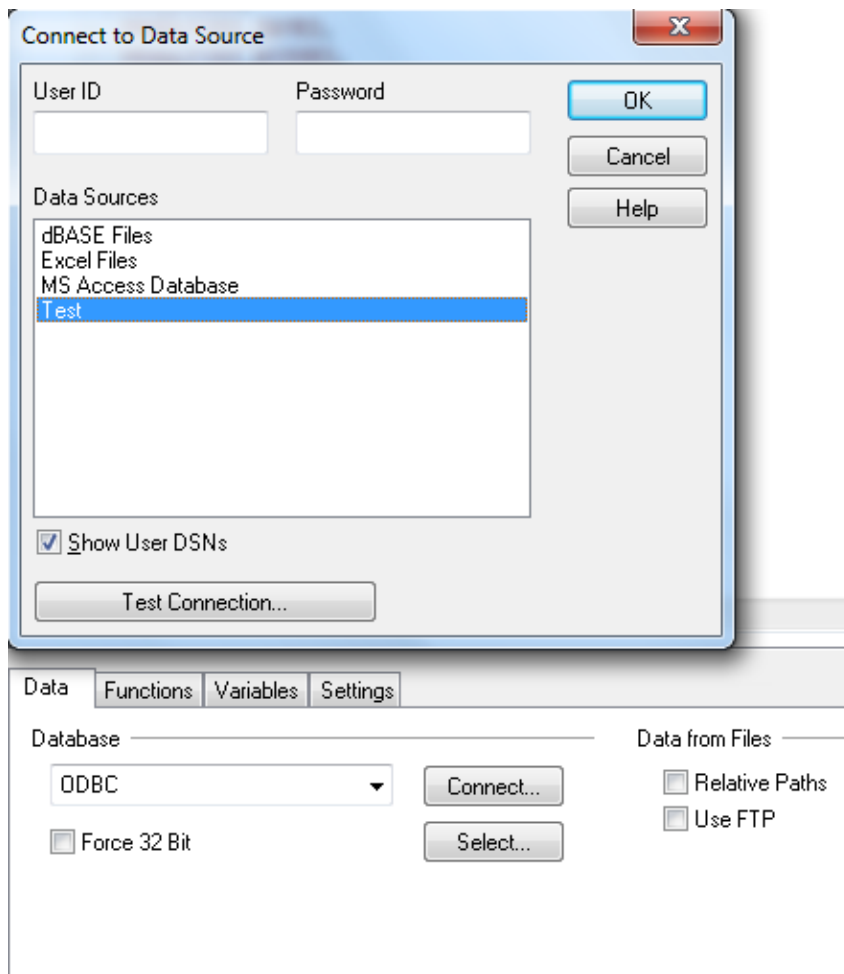 Connect to Data Source
User ID Password
OK
Cancel
Data Sources
Help
dBASE Files
Excel Files
MS Access Database
Test
Show User DSNs
Test Connection...
Data Functions Variables Settings
Database Data from Files
ODBC Connect... Relative Paths
Use FTP
Force 32 Bit Select...